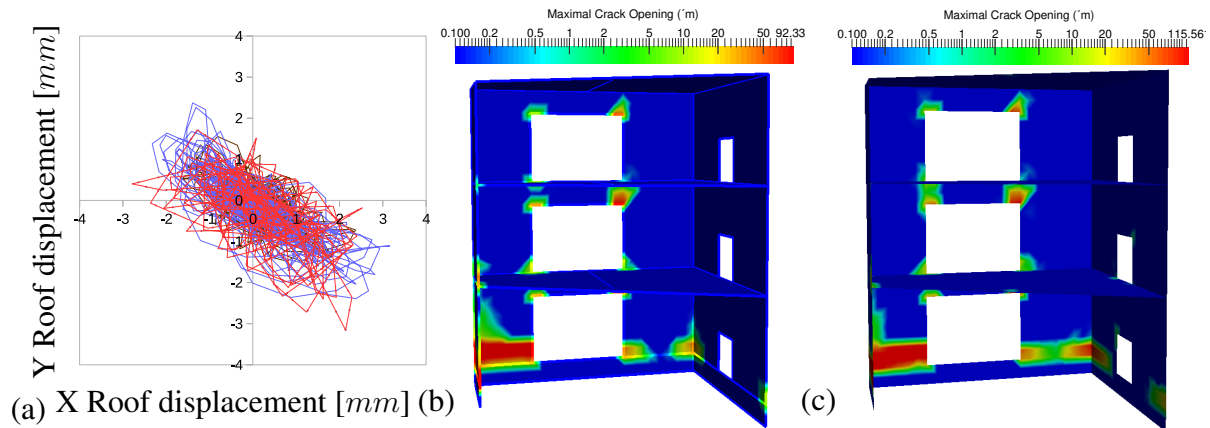 Y Roof displacement [mm]
4
3
2
1
0
-1
-2
-3
-4
-4 -3 -2 -1 0 1 2 3 4
(a) X Roof displacement [mm]
Maximal Crack Opening (´m)
0.100 0.2 0.5 1 2 5 10 20 50 92.33
(b)
Maximal Crack Opening (´m)
0.100 0.2 0.5 1 2 5 10 20 50 115.56
(c)